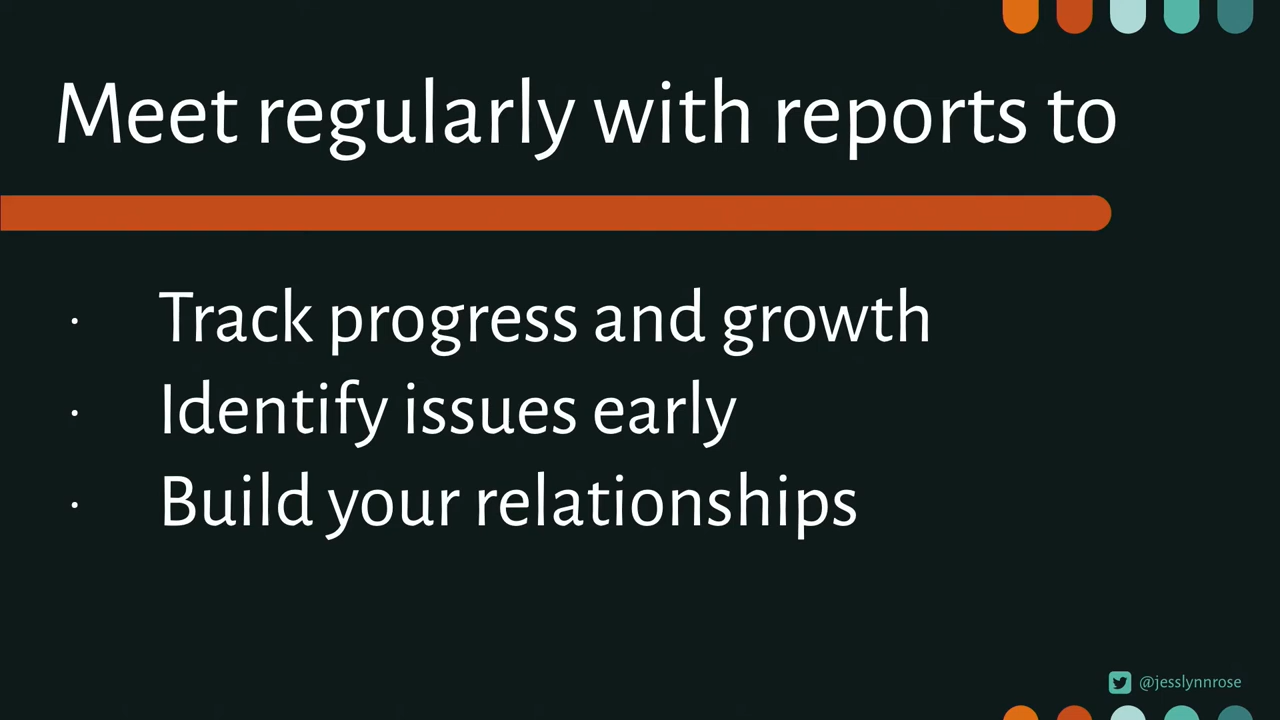 Meet regularly with reports to
· Track progress and growth
· Identify issues early
· Build your relationships
@jesslynnrose